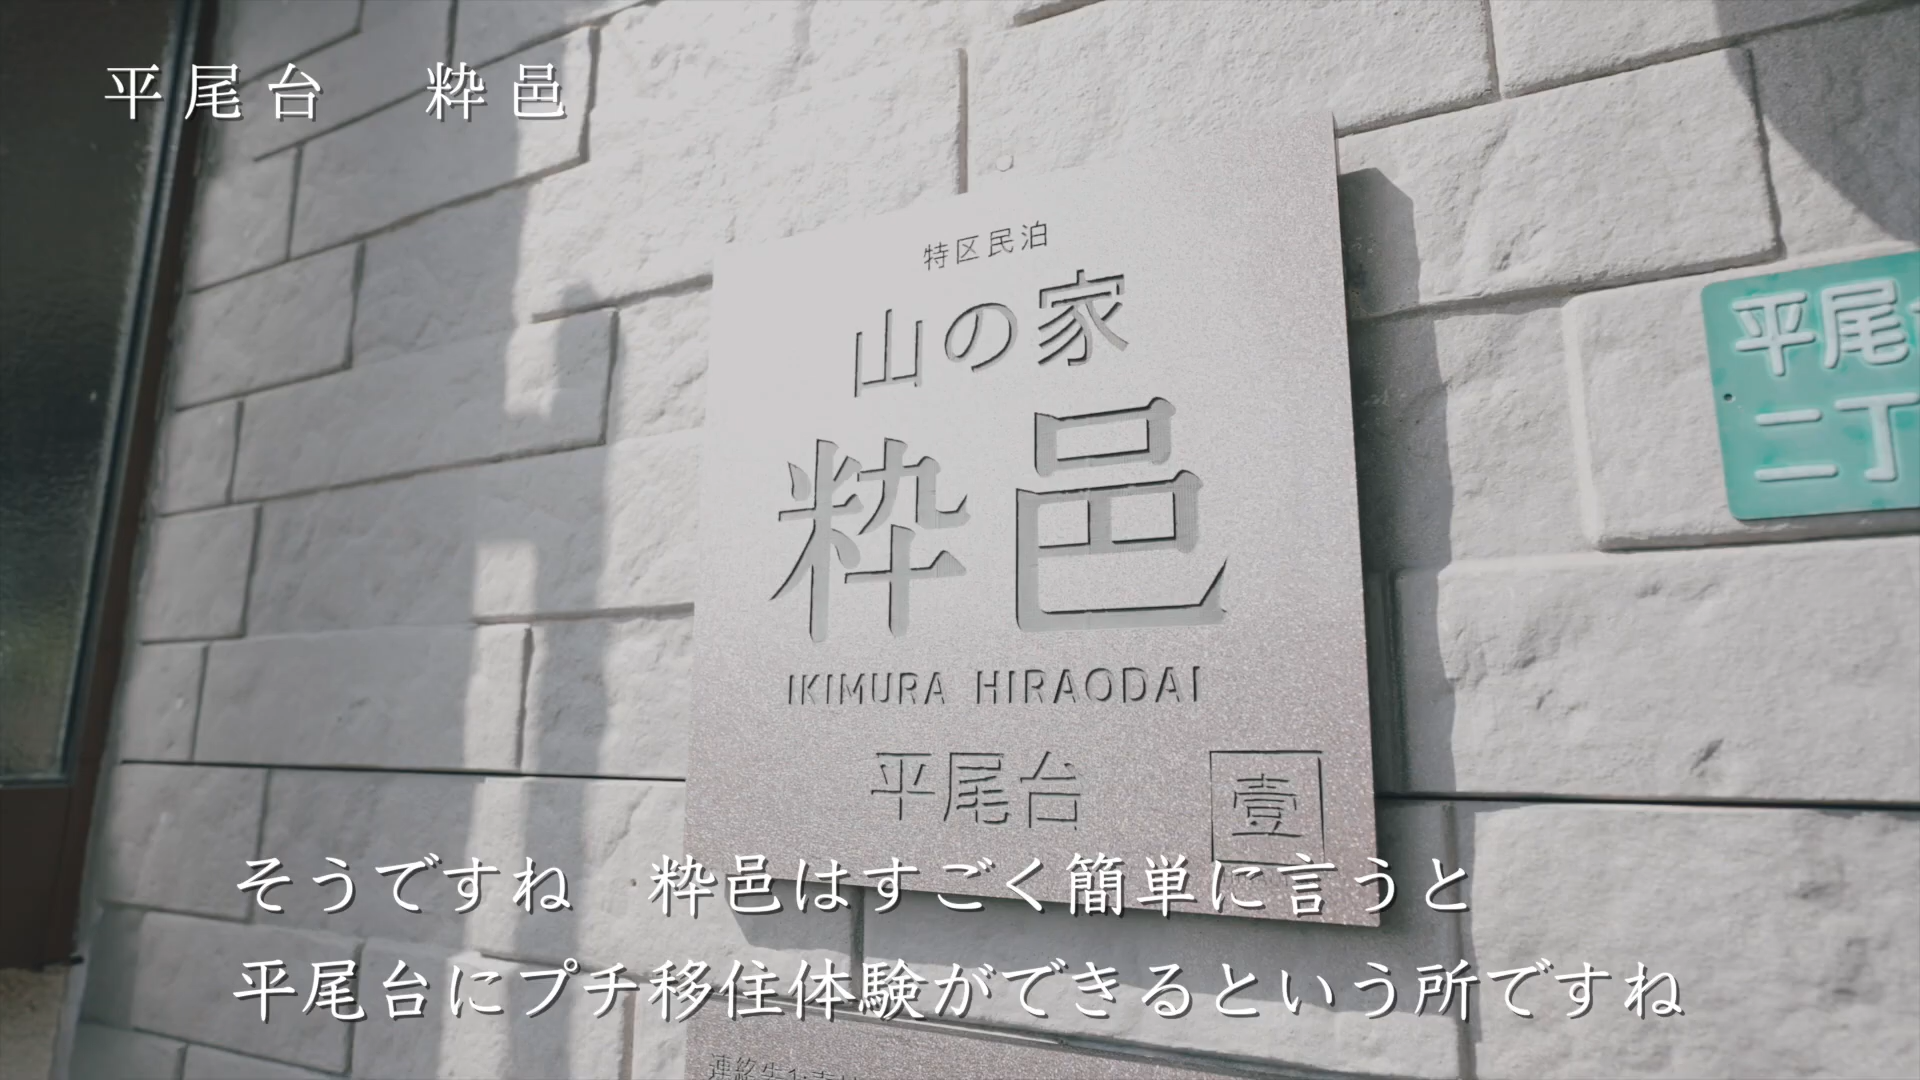 平尾台　粋邑
特区民泊
山の家
粋邑
IKIMURA HIRAODAI
平尾台
壹
平尾
二丁
そうですね　粋邑はすごく簡単に言うと
平尾台にプチ移住体験ができるという所ですね
連絡先